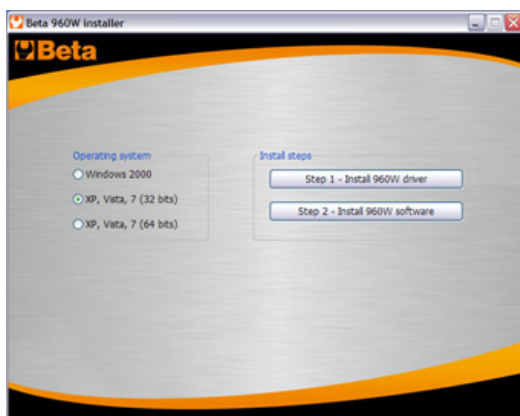 Beta 960W installer
Beta
Operating system
Windows 2000
XP, Vista, 7 (32 bits)
XP, Vista, 7 (64 bits)
Install steps
Step 1 - Install 960W driver
Step 2 - Install 960W software